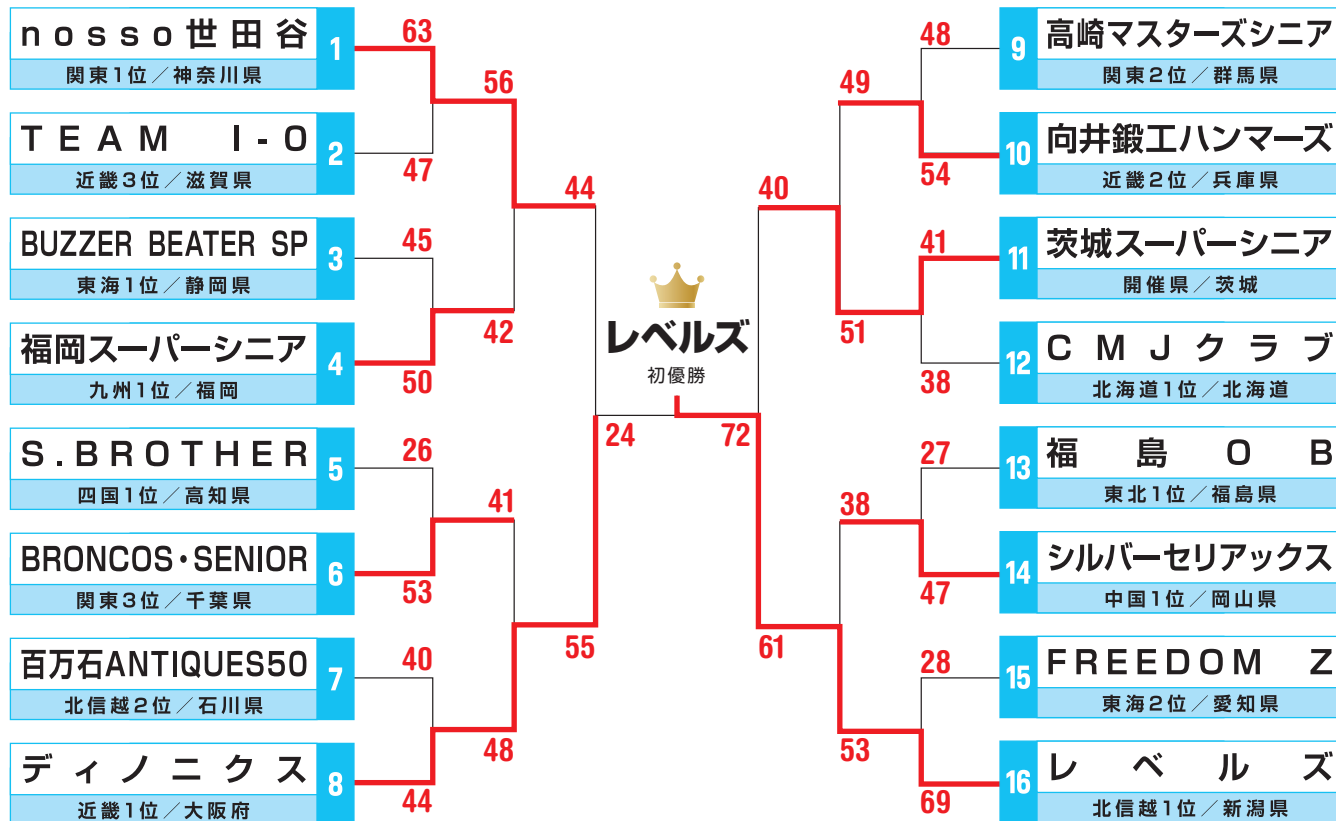 nosso世田谷
1
関東1位／神奈川県
63
56
TEAM I-O
2
近畿3位／滋賀県
47
44
BUZZER BEATER SP
3
東海1位／静岡県
45
42
福岡スーパーシニア
4
九州1位／福岡
50
S.BROTHER
5
四国1位／高知県
26
41
BRONCOS・SENIOR
6
関東3位／千葉県
53
55
百万石ANTIQUES50
7
北信越2位／石川県
40
48
ディノニクス
8
近畿1位／大阪府
44
レベルズ
初優勝
24
72
48
9
高崎マスターズシニア
関東2位／群馬県
49
10
向井鍛工ハンマーズ
近畿2位／兵庫県
54
40
41
11
茨城スーパーシニア
開催県／茨城
51
12
CMJクラブ
北海道1位／北海道
38
27
13
福島OB
東北1位／福島県
38
14
シルバーセリアックス
中国1位／岡山県
47
61
28
15
FREEDOM Z
東海2位／愛知県
53
16
レベルズ
北信越1位／新潟県
69